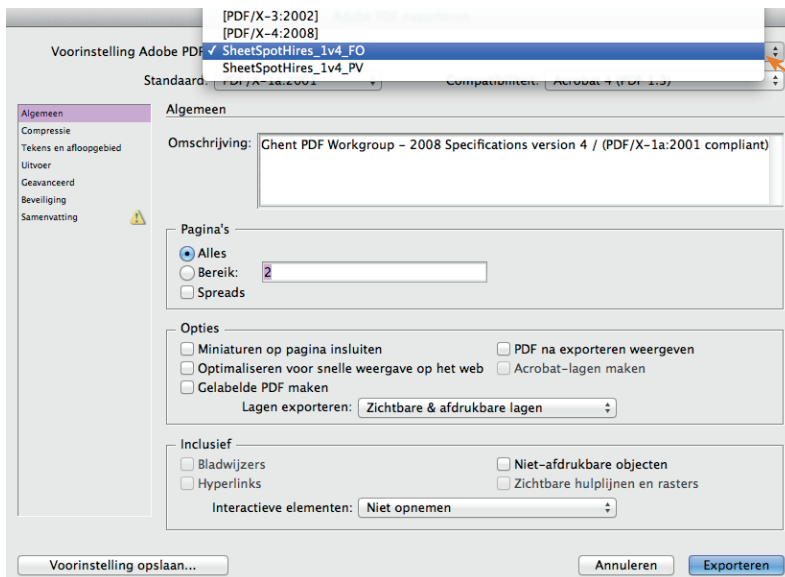 [PDF/X-3:2002]
[PDF/X-4:2008]
Voorinstelling Adobe PDF
✓ SheetSpotHires_1v4_FO
SheetSpotHires_1v4_PV
Standaard: PDF/X-1a:2001 Compatibiliteit: Acrobat 4 (PDF 1.3)
Algemeen
Compressie
Tekens en afloopgebied
Uitvoer
Geavanceerd
Beveiliging
Samenvatting
Algemeen
Omschrijving: Ghent PDF Workgroup – 2008 Specifications version 4 / (PDF/X-1a:2001 compliant)
Pagina's
Alles
Bereik: 2
Spreads
Opties
Miniaturen op pagina insluiten PDF na exporteren weergeven
Optimaliseren voor snelle weergave op het web Acrobat-lagen maken
Gelabelde PDF maken
Lagen exporteren: Zichtbare & afdrukbare lagen
Inclusief
Bladwijzers Niet-afdrukbare objecten
Hyperlinks Zichtbare hulplijnen en rasters
Interactieve elementen: Niet opnemen
Voorinstelling opslaan... Annuleren Exporteren